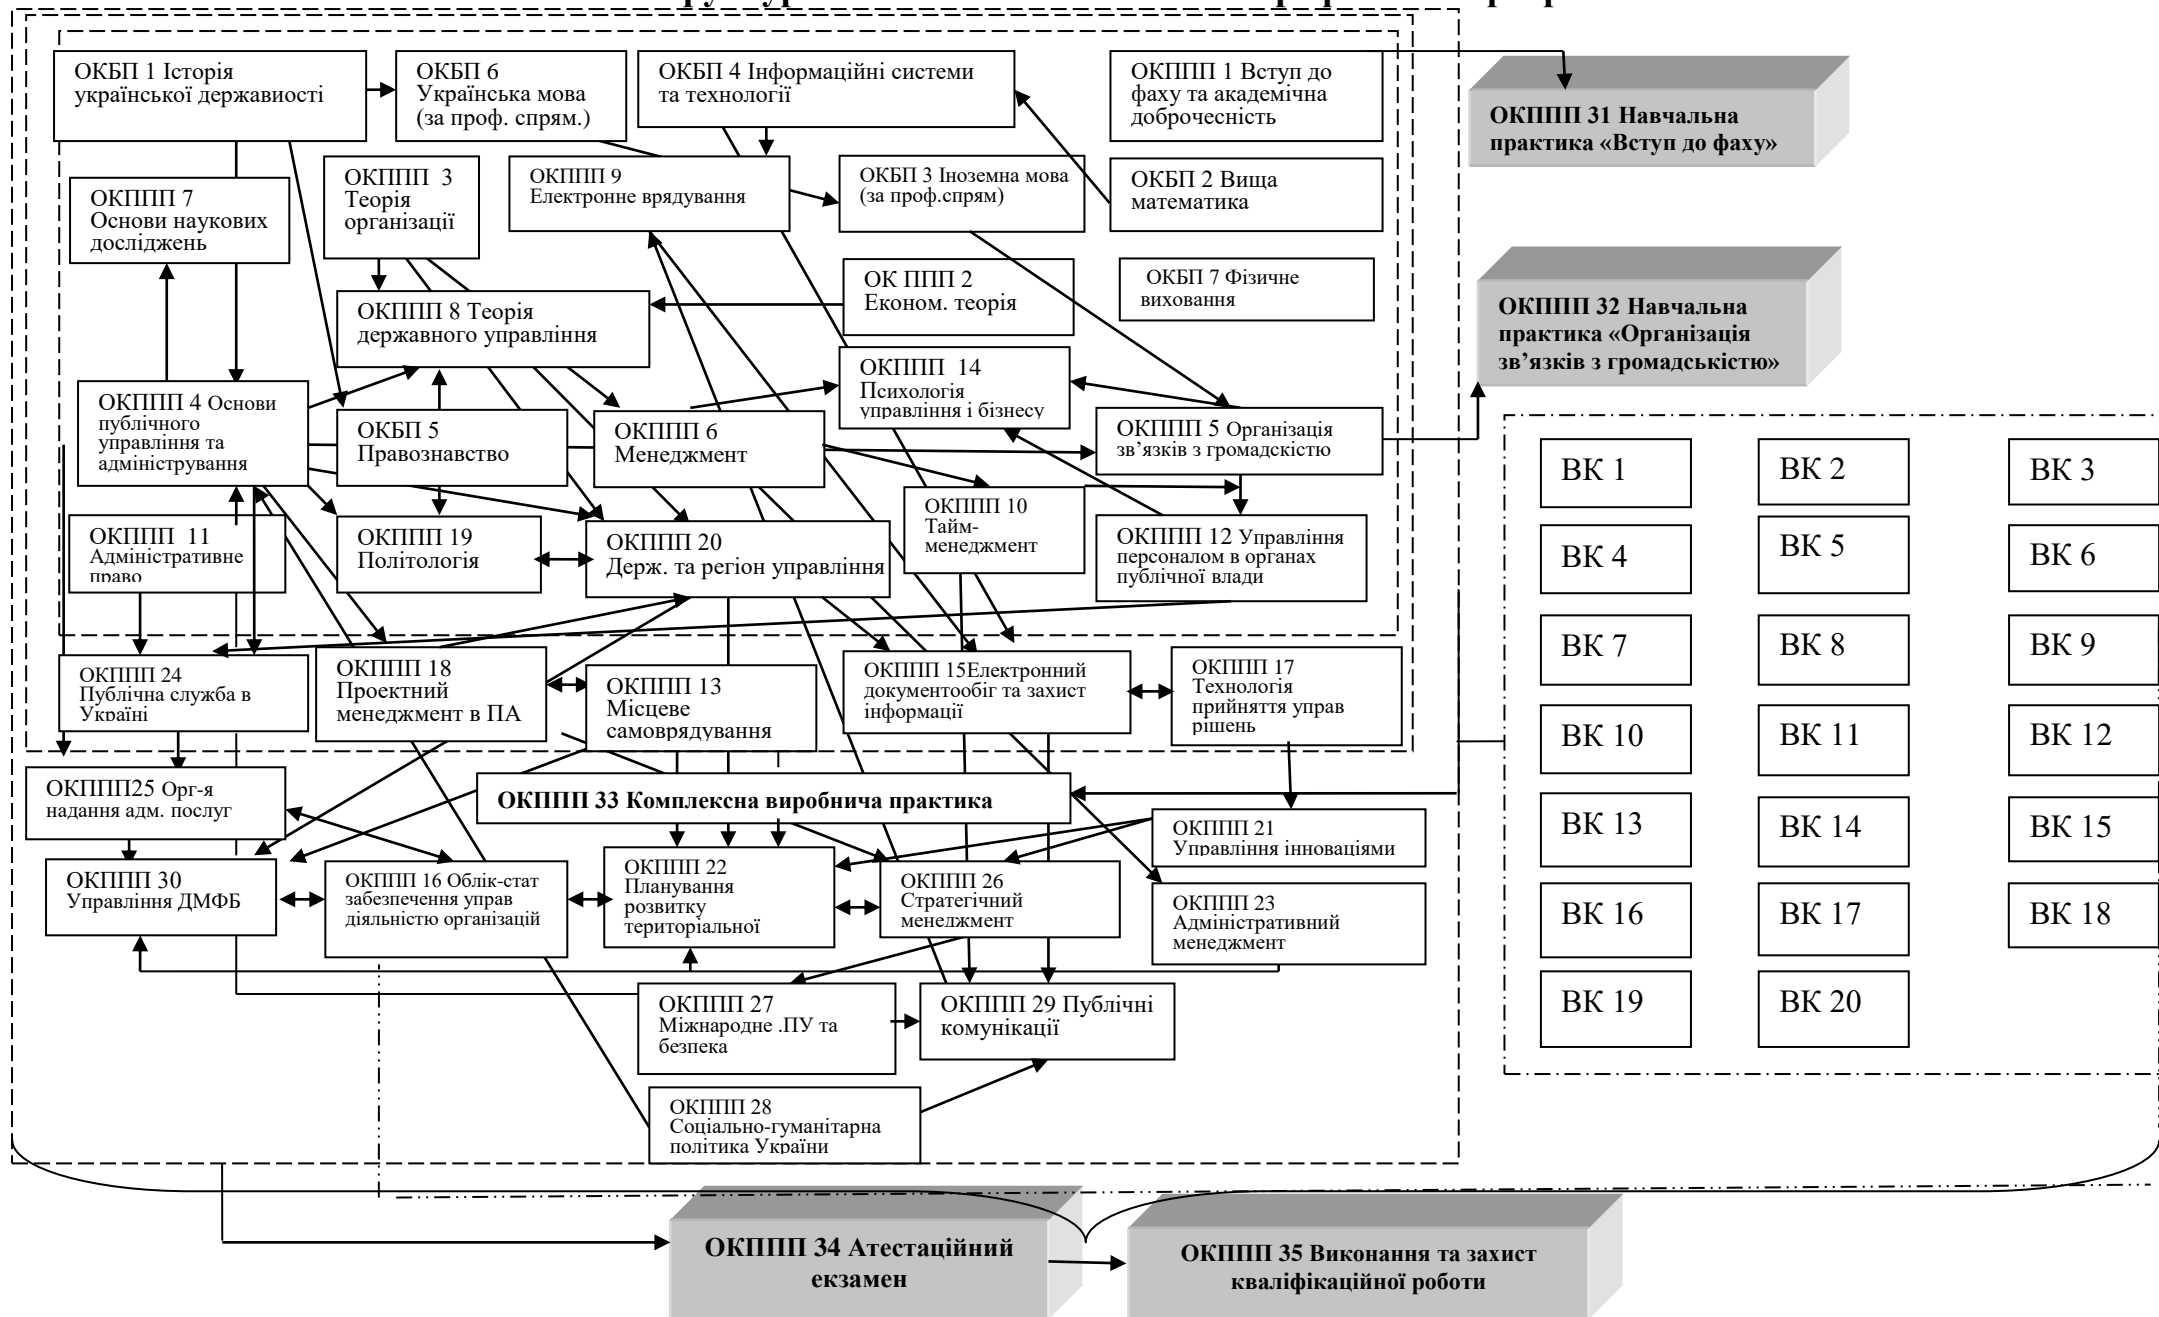 ОКБП 1 Історія
української державиості
ОКБП 6
Українська мова
(за проф. спрям.)
ОКБП 4 Інформаційні системи
та технології
ОКППП 1 Вступ до
фаху та академічна
доброчесність
ОКППП 31 Навчальна
практика «Вступ до фаху»
ОКППП 7
Основи наукових
досліджень
ОКППП 3
Теорія
організації
ОКППП 9
Електронне врядування
ОКБП 3 Іноземна мова
(за проф.спрям)
ОКБП 2 Вища
математика
ОКППП 8 Теорія
державного управління
ОК ППП 2
Економ. теорія
ОКБП 7 Фізичне
виховання
ОКППП 32 Навчальна
практика «Організація
зв’язків з громадськістю»
ОКППП 4 Основи
публічного
управління та
адміністрування
ОКБП 5
Правознавство
ОКППП 6
Менеджмент
ОКППП 14
Психологія
управління і бізнесу
ОКППП 5 Організація
зв’язків з громадскістю
ОКППП 11
Адміністративне
право
ОКППП 19
Політологія
ОКППП 20
Держ. та регіон управління
ОКППП 10
Тайм-
менеджмент
ОКППП 12 Управління
персоналом в органах
публічної влади
ОКППП 24
Публічна служба в
Україні
ОКППП 18
Проектний
менеджмент в ПА
ОКППП 13
Місцеве
самоврядування
ОКППП 15Електронний
документообіг та захист
інформації
ОКППП 17
Технологія
прийняття управ
рішень
ОКППП25 Орг-я
надання адм. послуг
ОКППП 33 Комплексна виробнича практика
ОКППП 21
Управління інноваціями
ОКППП 30
Управління ДМФБ
ОКППП 16 Облік-стат
забезпечення управ
діяльністю організацій
ОКППП 22
Планування
розвитку
територіальної
ОКППП 26
Стратегічний
менеджмент
ОКППП 23
Адміністративний
менеджмент
ОКППП 27
Міжнародне .ПУ та
безпека
ОКППП 29 Публічні
комунікації
ОКППП 28
Соціально-гуманітарна
політика України
ВК 1
ВК 2
ВК 3
ВК 4
ВК 5
ВК 6
ВК 7
ВК 8
ВК 9
ВК 10
ВК 11
ВК 12
ВК 13
ВК 14
ВК 15
ВК 16
ВК 17
ВК 18
ВК 19
ВК 20
ОКППП 34 Атестаційний
екзамен
ОКППП 35 Виконання та захист
кваліфікаційної роботи